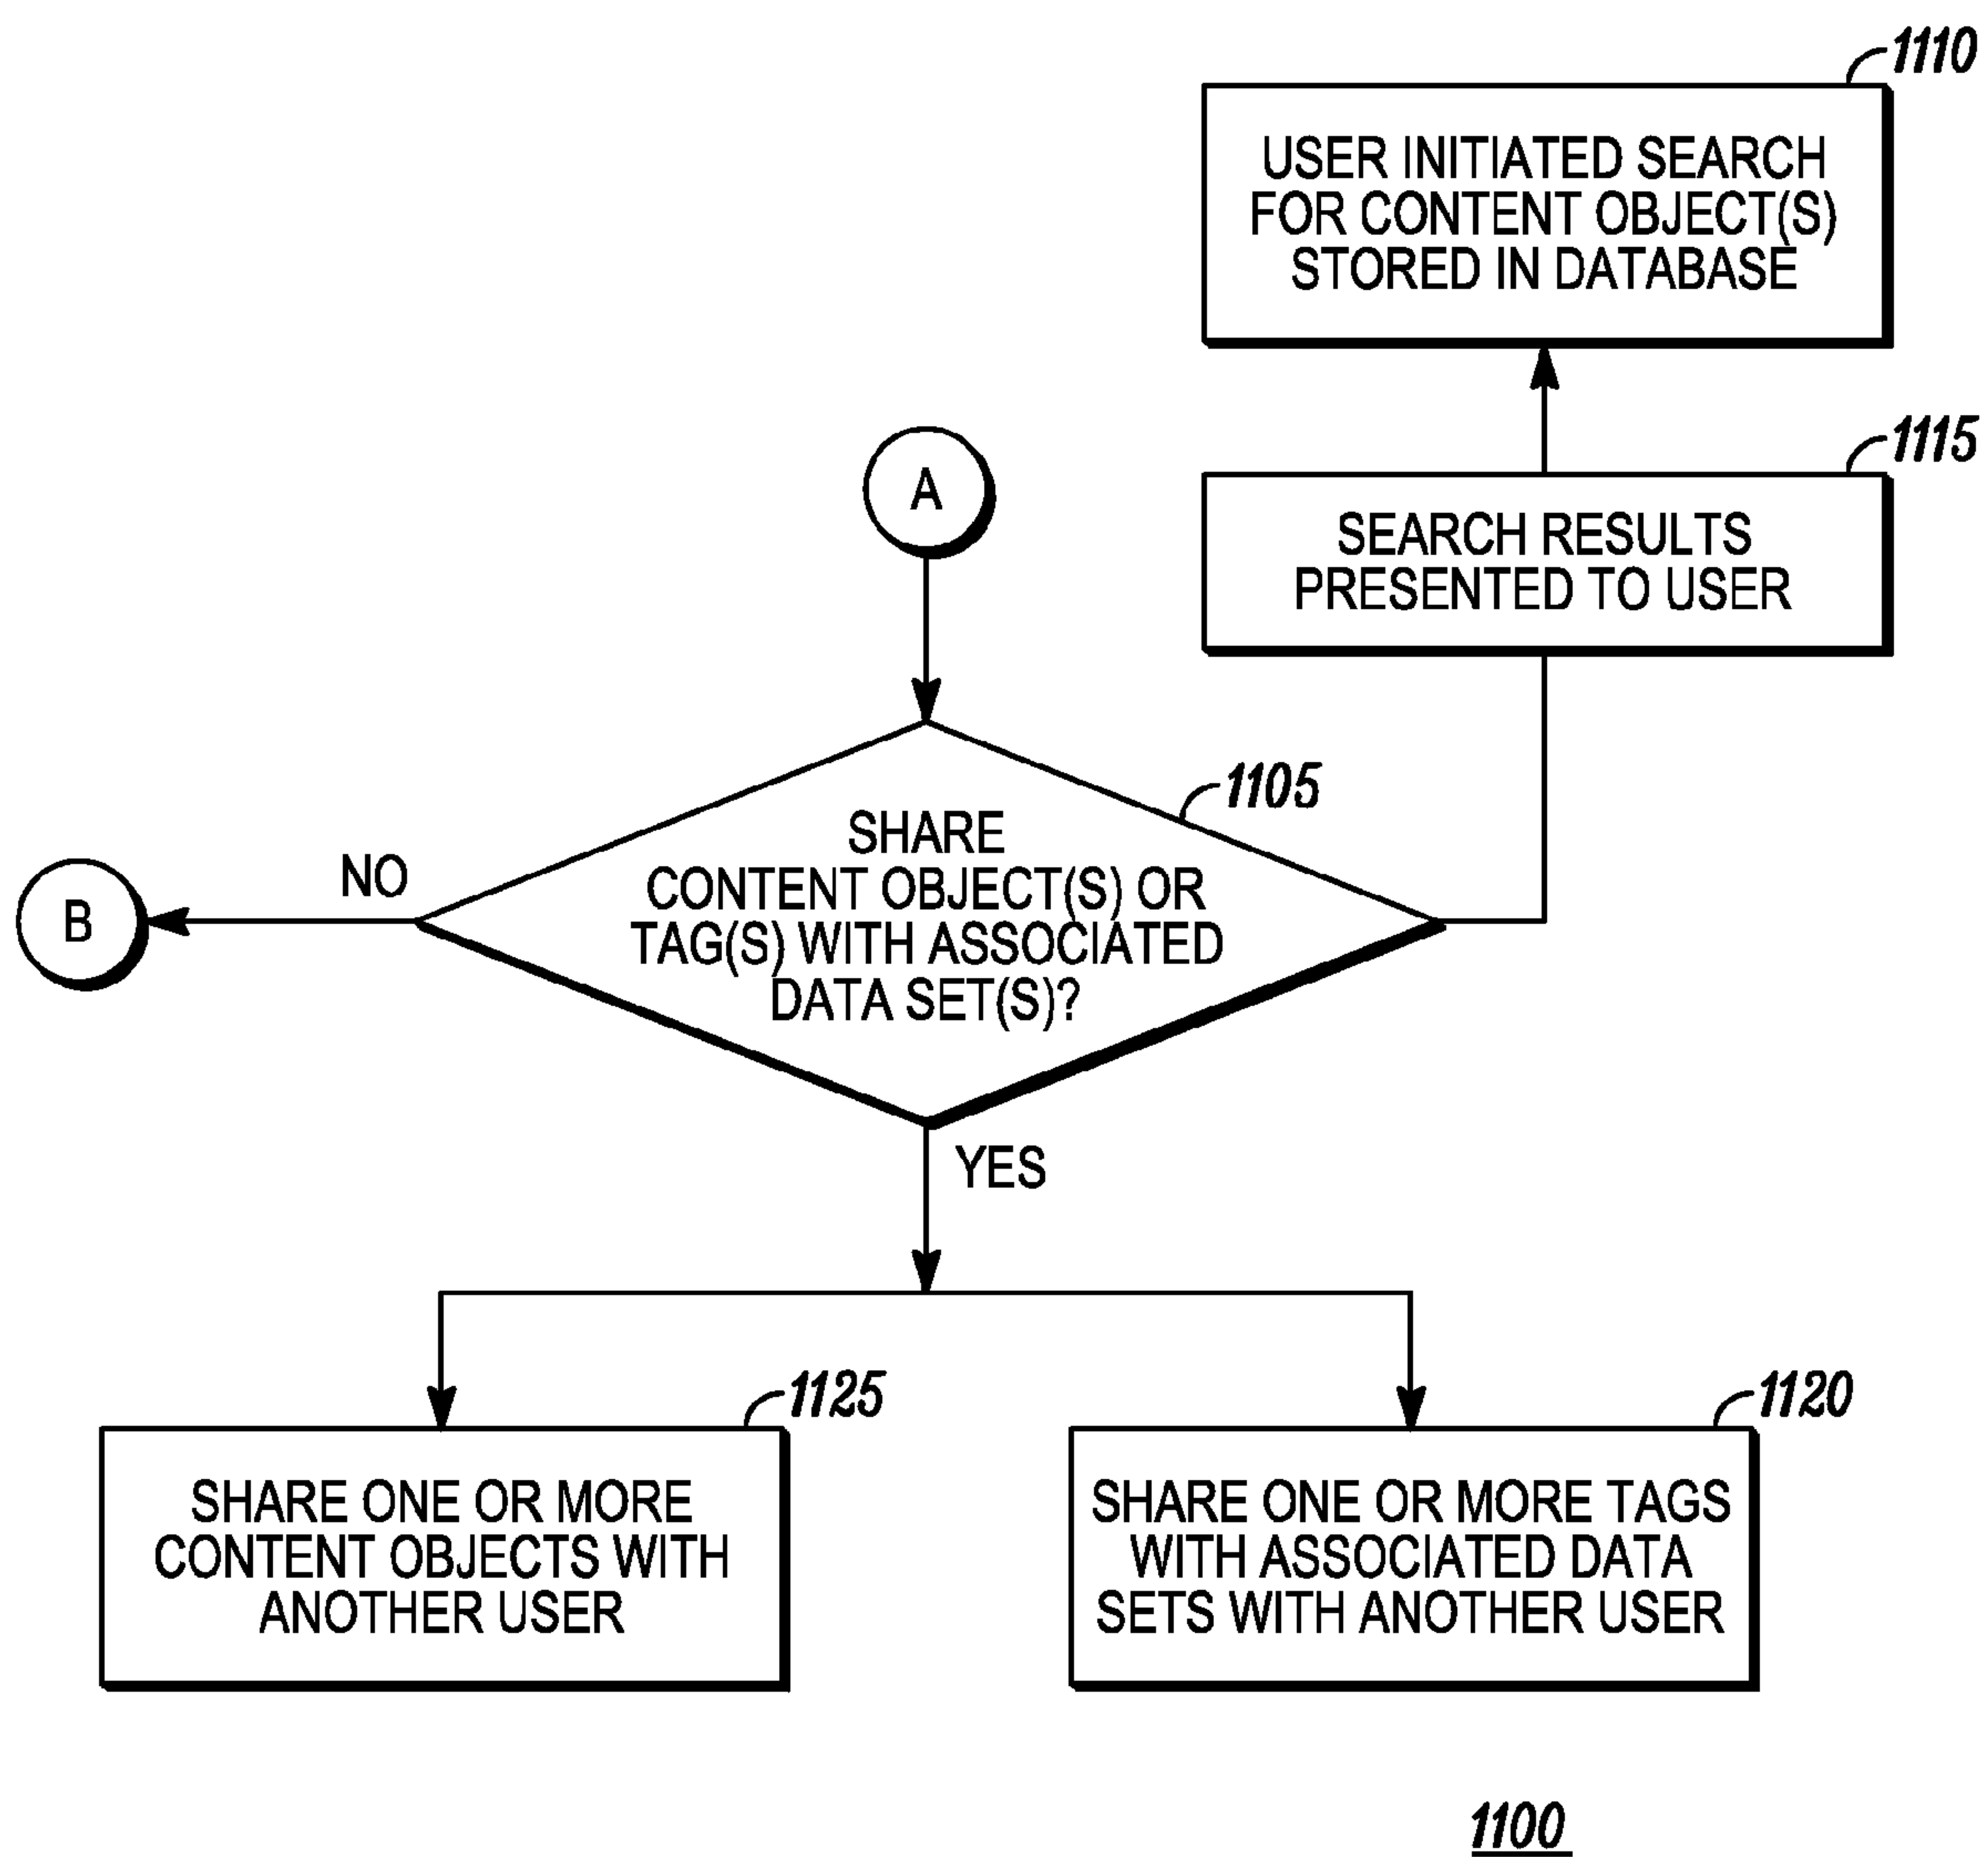 1110
USER INITIATED SEARCH
FOR CONTENT OBJECT(S)
STORED IN DATABASE
1115
SEARCH RESULTS
PRESENTED TO USER
A
1105
SHARE
CONTENT OBJECT(S) OR
TAG(S) WITH ASSOCIATED
DATA SET(S)?
NO
B
YES
1125
SHARE ONE OR MORE
CONTENT OBJECTS WITH
ANOTHER USER
1120
SHARE ONE OR MORE TAGS
WITH ASSOCIATED DATA
SETS WITH ANOTHER USER
1100